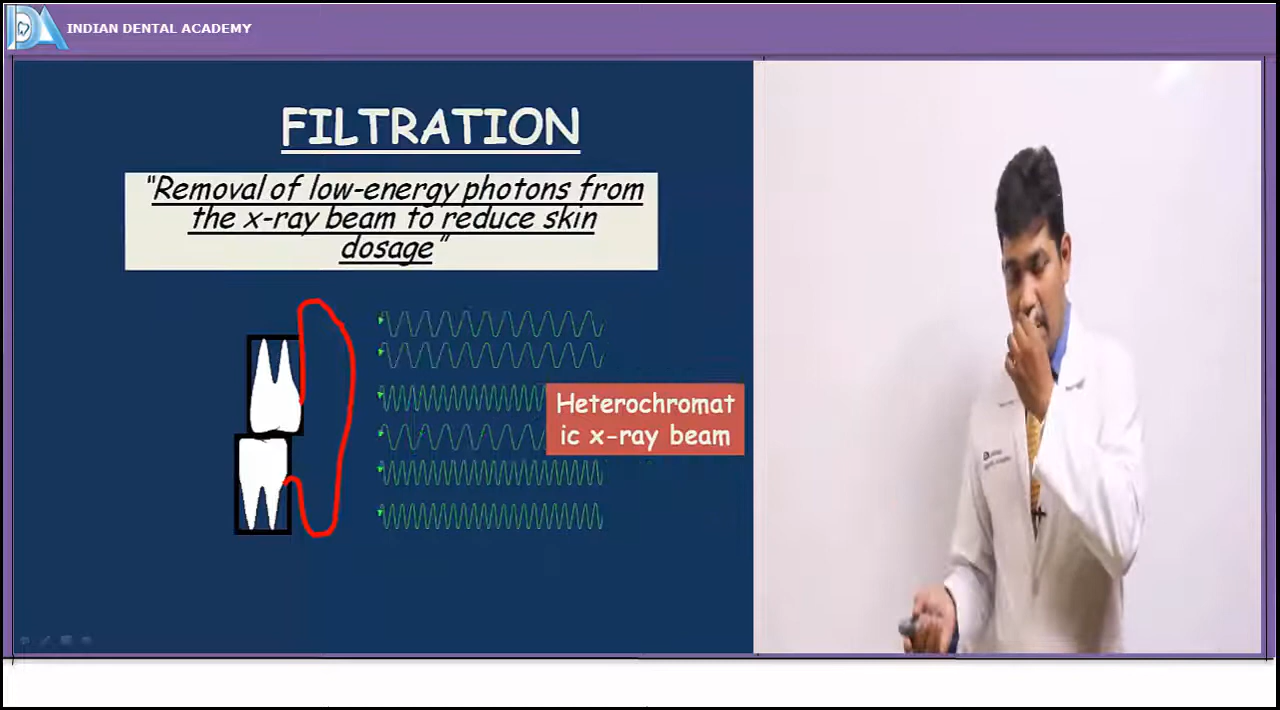 INDIAN DENTAL ACADEMY
FILTRATION
"Removal of low-energy photons from
the x-ray beam to reduce skin
dosage"
Heterochromat
ic x-ray beam